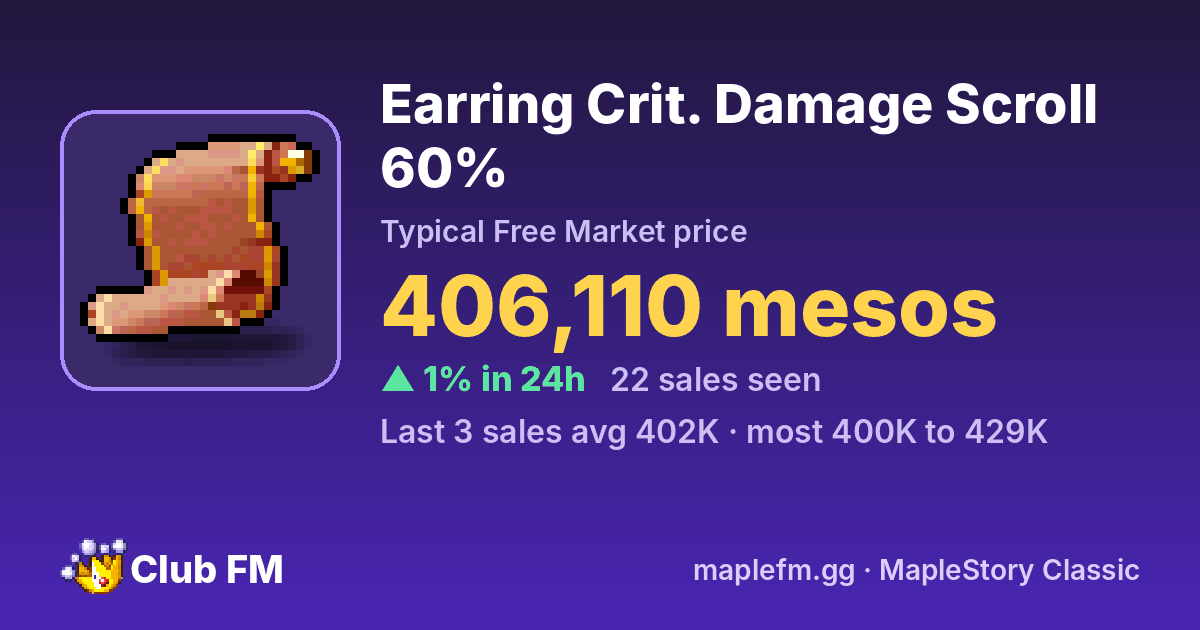 Earring Crit. Damage Scroll
60%
Typical Free Market price
406,110 mesos
▲ 1% in 24h 22 sales seen
Last 3 sales avg 402K · most 400K to 429K
Club FM
maplefm.gg · MapleStory Classic